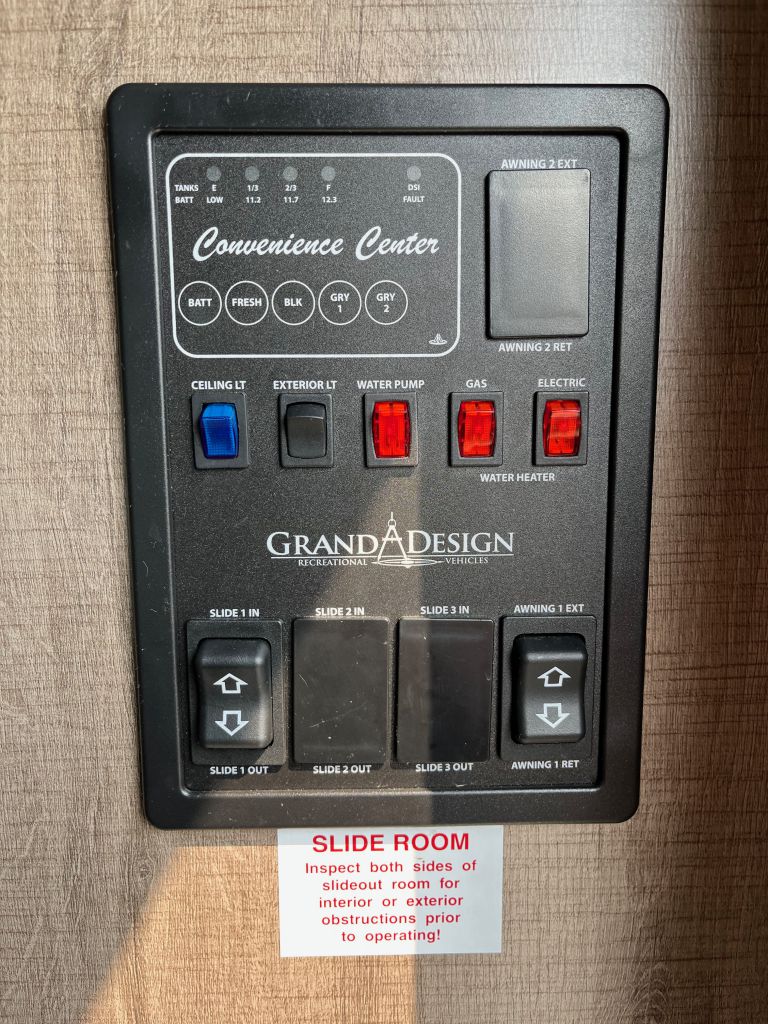 AWNING 2 EXT
TANKS E 1/3 2/3 F DSI
BATT LOW 11.2 11.7 12.3 FAULT
Convenience Center
BATT FRESH BLK GRY 1 GRY 2
AWNING 2 RET
CEILING LT EXTERIOR LT WATER PUMP GAS ELECTRIC
WATER HEATER
GRAND DESIGN
RECREATIONAL VEHICLES
SLIDE 1 IN SLIDE 2 IN SLIDE 3 IN AWNING 1 EXT
SLIDE 1 OUT SLIDE 2 OUT SLIDE 3 OUT AWNING 1 RET
SLIDE ROOM
Inspect both sides of
slideout room for
interior or exterior
obstructions prior
to operating!